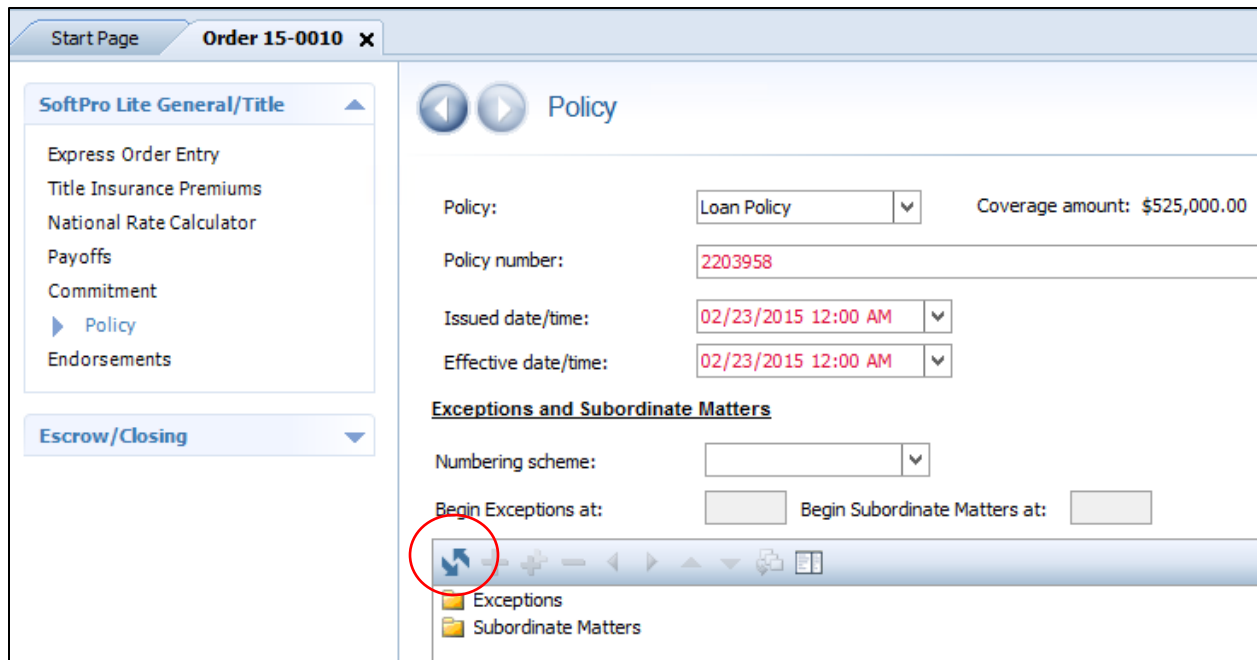 Start Page
Order 15-0010
SoftPro Lite General/Title
Express Order Entry
Title Insurance Premiums
National Rate Calculator
Payoffs
Commitment
Policy
Endorsements
Escrow/Closing
Policy
Policy: Loan Policy Coverage amount: $525,000.00
Policy number: 2203958
Issued date/time: 02/23/2015 12:00 AM
Effective date/time: 02/23/2015 12:00 AM
Exceptions and Subordinate Matters
Numbering scheme:
Begin Exceptions at: Begin Subordinate Matters at:
Exceptions
Subordinate Matters